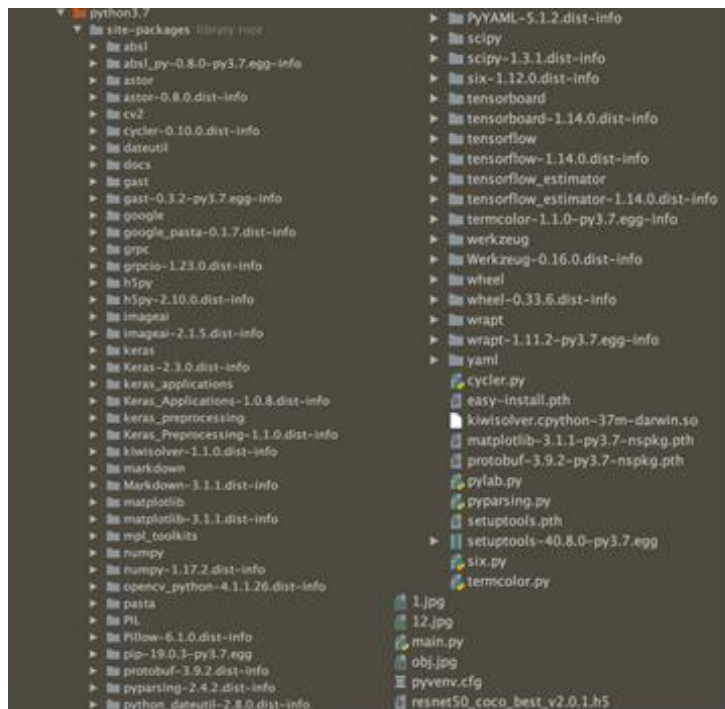 python3.7
site-packages library root
absl
absl_py-0.8.0-py3.7.egg-info
astor
astor-0.8.0.dist-info
cv2
cycler-0.10.0.dist-info
dateutil
docs
gast
gast-0.3.2-py3.7.egg-info
google
google_pasta-0.1.7.dist-info
grpc
grpcio-1.23.0.dist-info
h5py
h5py-2.10.0.dist-info
imageai
imageai-2.1.5.dist-info
keras
Keras-2.3.0.dist-info
keras_applications
Keras_Applications-1.0.8.dist-info
keras_preprocessing
Keras_Preprocessing-1.1.0.dist-info
kiwisolver-1.1.0.dist-info
markdown
Markdown-3.1.1.dist-info
matplotlib
matplotlib-3.1.1.dist-info
mpl_toolkits
numpy
numpy-1.17.2.dist-info
opencv_python-4.1.1.26.dist-info
pasta
PIL
Pillow-6.1.0.dist-info
pip-19.0.3-py3.7.egg
protobuf-3.9.2.dist-info
pyparsing-2.4.2.dist-info
python_dateutil-2.8.0.dist-info
PyYAML-5.1.2.dist-info
scipy
scipy-1.3.1.dist-info
six-1.12.0.dist-info
tensorboard
tensorboard-1.14.0.dist-info
tensorflow
tensorflow-1.14.0.dist-info
tensorflow_estimator
tensorflow_estimator-1.14.0.dist-info
termcolor-1.1.0-py3.7.egg-info
werkzeug
Werkzeug-0.16.0.dist-info
wheel
wheel-0.33.6.dist-info
wrapt
wrapt-1.11.2-py3.7.egg-info
yaml
cycler.py
easy-install.pth
kiwisolver.cpython-37m-darwin.so
matplotlib-3.1.1-py3.7-nspkg.pth
protobuf-3.9.2-py3.7-nspkg.pth
pylab.py
pyparsing.py
setuptools.pth
setuptools-40.8.0-py3.7.egg
six.py
termcolor.py
1.jpg
12.jpg
main.py
obj.jpg
pyvenv.cfg
resnet50_coco_best_v2.0.1.h5